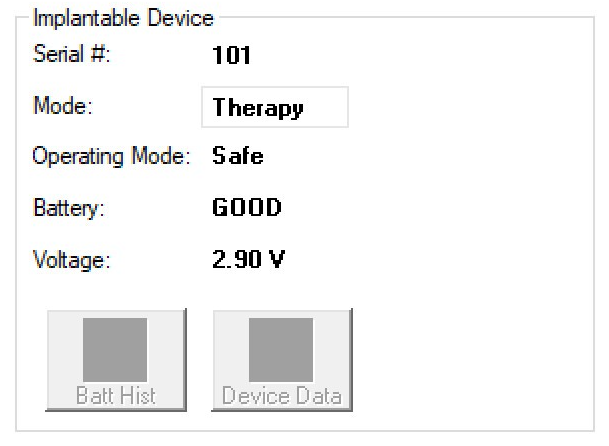 Implantable Device
Serial #: 101
Mode: Therapy
Operating Mode: Safe
Battery: GOOD
Voltage: 2.90 V
Batt Hist Device Data